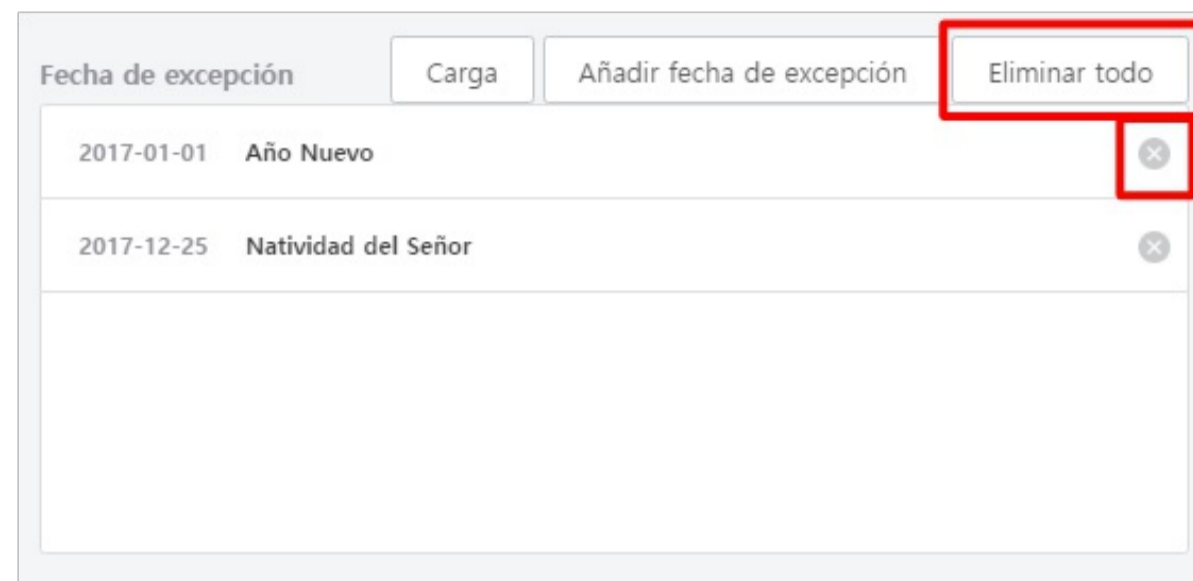 Fecha de excepción Carga Añadir fecha de excepción Eliminar todo
2017-01-01 Año Nuevo
2017-12-25 Natividad del Señor